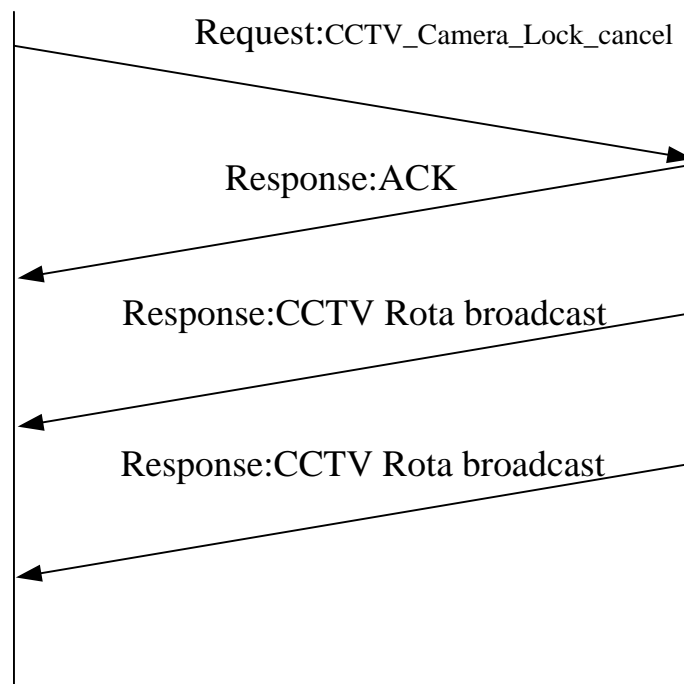 Request:CCTV_Camera_Lock_cancel
Response:ACK
Response:CCTV Rota broadcast
Response:CCTV Rota broadcast